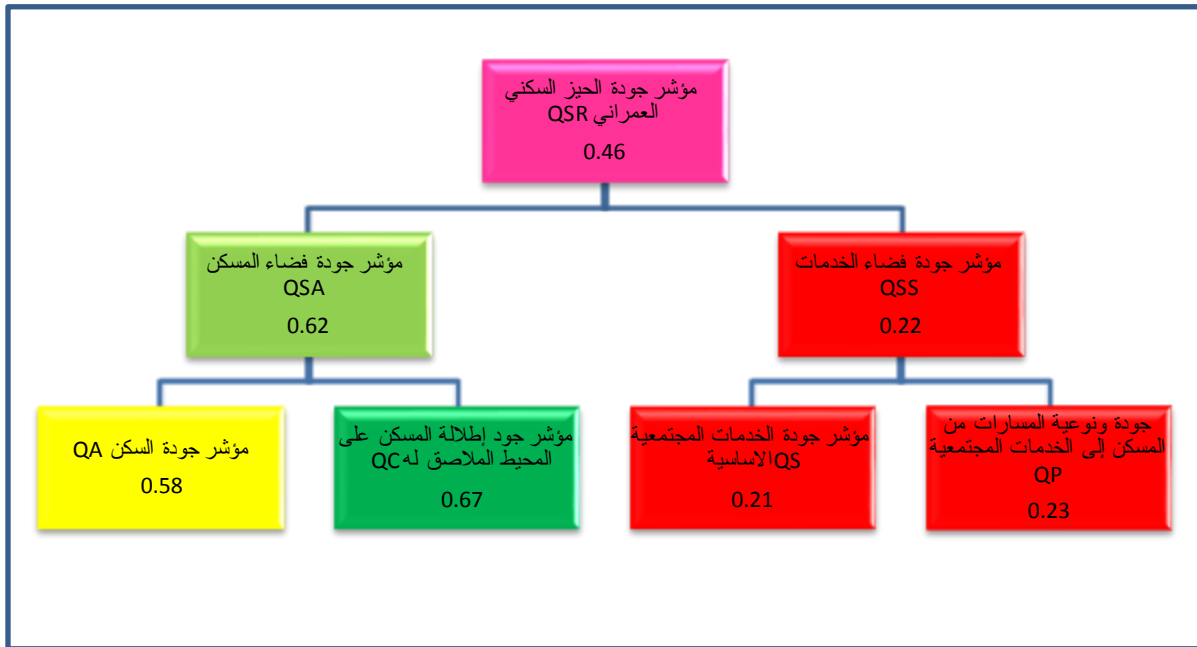 مؤشر جودة الحيز السكني
العمراني QSR
0.46
مؤشر جودة فضاء المسكن
QSA
0.62
مؤشر جودة فضاء الخدمات
QSS
0.22
مؤشر جودة السكن QA
0.58
مؤشر جود إطلالة المسكن على
المحيط الملاصق له QC
0.67
مؤشر جودة الخدمات المجتمعية
الاساسية QS
0.21
جودة ونوعية المسارات من
المسكن إلى الخدمات المجتمعية
QP
0.23